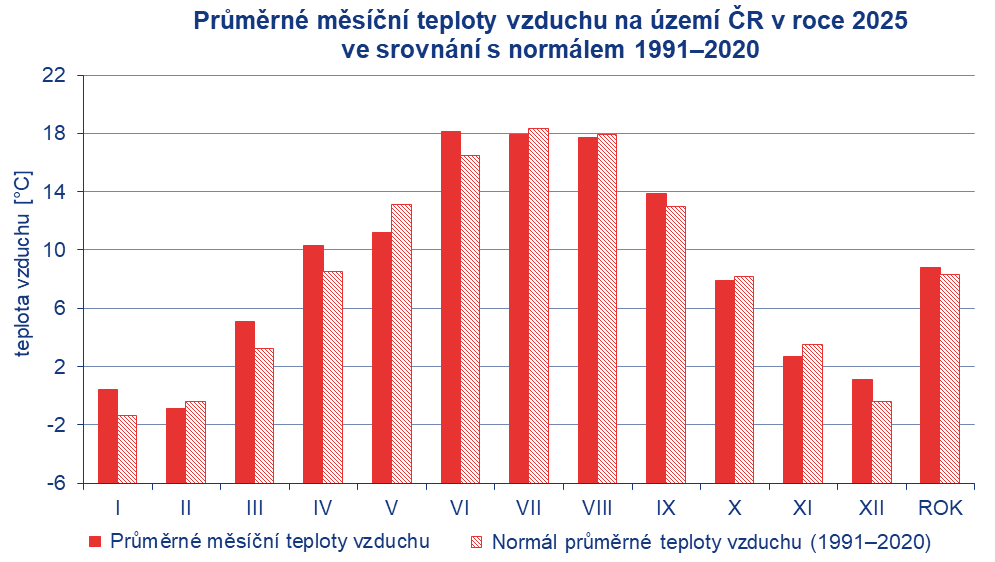 Průměrné měsíční teploty vzduchu na území ČR v roce 2025
ve srovnání s normálem 1991–2020
teplota vzduchu [°C]
22
18
14
10
6
2
-2
-6
I II III IV V VI VII VIII IX X XI XII ROK
Průměrné měsíční teploty vzduchu Normál průměrné teploty vzduchu (1991–2020)